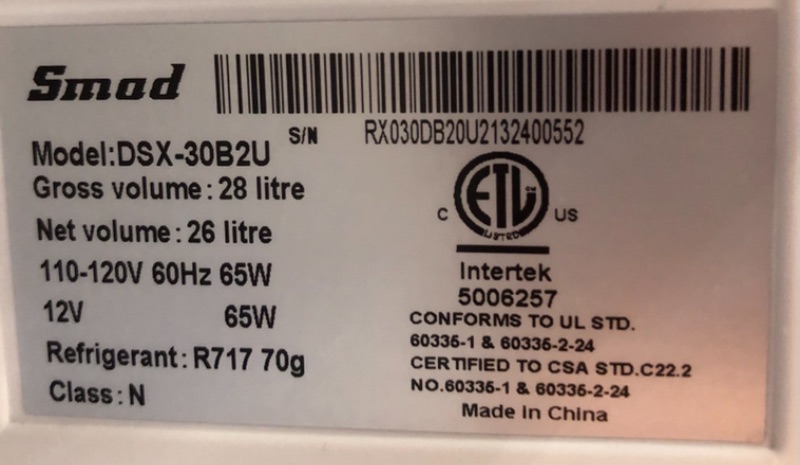 Smad
S/N RX030DB20U2132400552
Model:DSX-30B2U
Gross volume: 28 litre
Net volume: 26 litre
110-120V 60Hz 65W
12V 65W
Refrigerant: R717 70g
Class: N
C ETL US
LISTED
Intertek
5006257
CONFORMS TO UL STD.
60335-1 & 60335-2-24
CERTIFIED TO CSA STD.C22.2
NO.60335-1 & 60335-2-24
Made in China